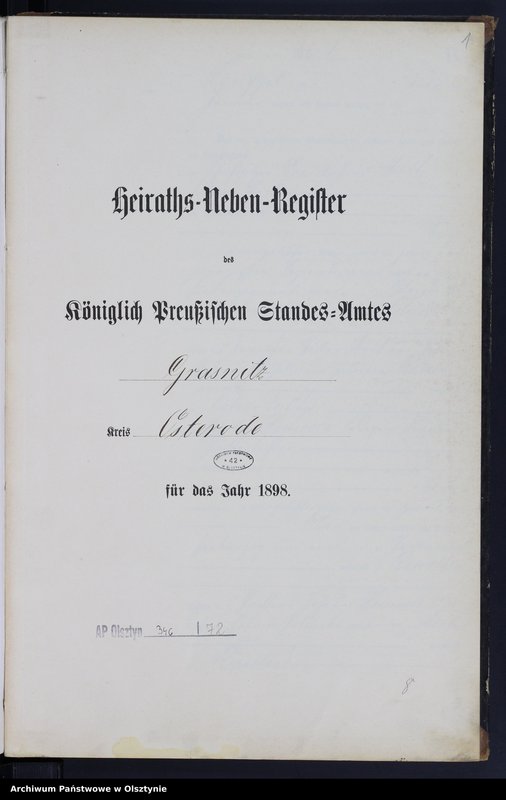 1
Heiraths-Neben-Register
des
Königlich Preußischen Standes-Amtes
Grasnitz
Kreis Osterode
42
für das Jahr 1898.
AP Olsztyn 346 / 72
Archiwum Państwowe w Olsztynie